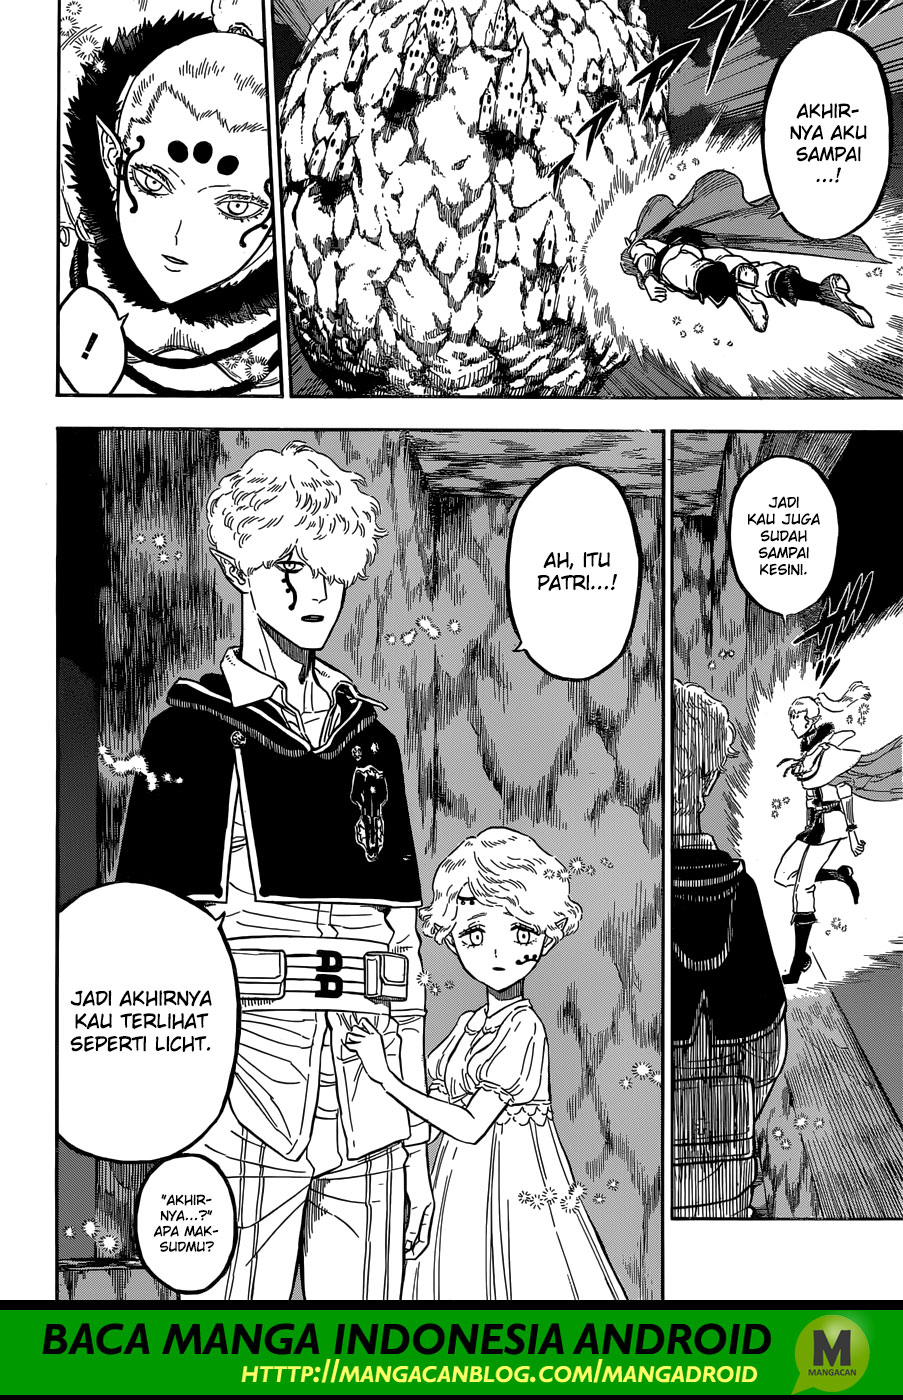 AKHIR-
NYA AKU
SAMPAI
...!
!
JADI
KAU JUGA
SUDAH
SAMPAI
KESINI.
AH, ITU
PATRI...!
JADI AKHIRNYA
KAU TERLIHAT
SEPERTI LICHT.
"AKHIR-
NYA...?"
APA MAK-
SUDMU?
BACA MANGA INDONESIA ANDROID
HTTTP://MANGACANBLOG.COM/MANGADROID
M
MANGACAN